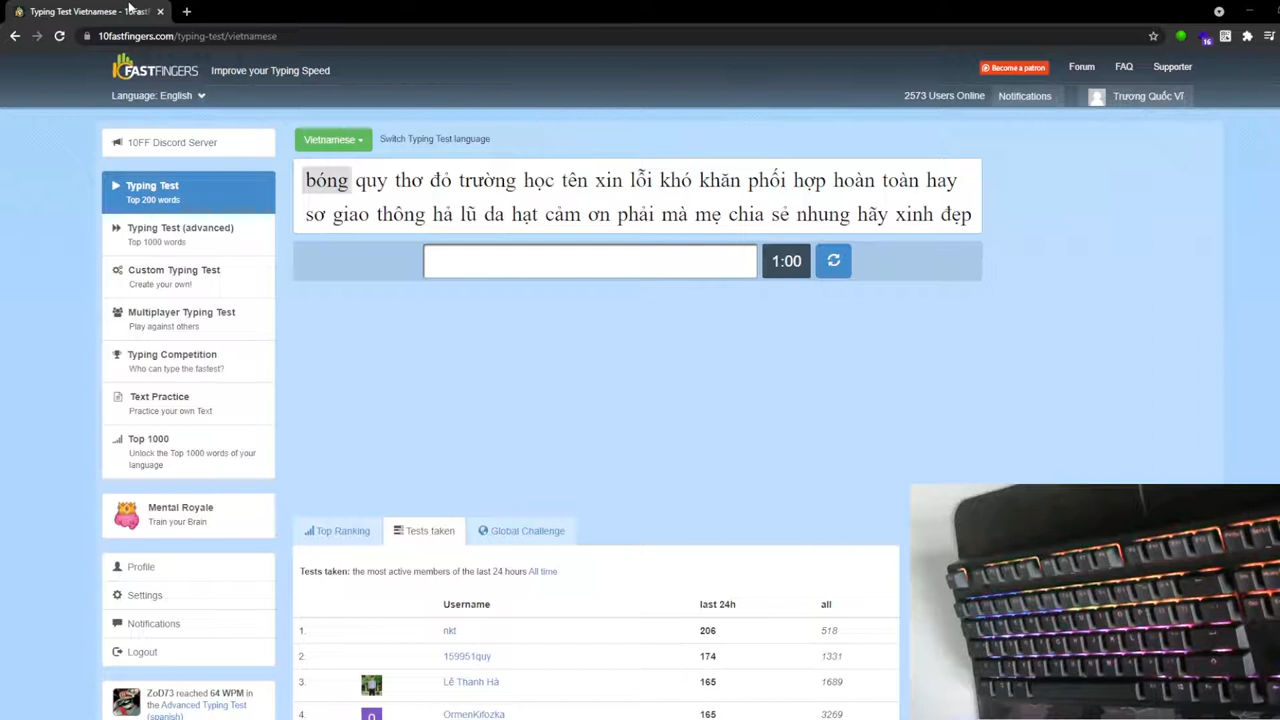 Typing Test Vietnamese - 10FastF
10fastfingers.com/typing-test/vietnamese
16
FASTFINGERS Improve your Typing Speed
Become a patron Forum FAQ Supporter
Language: English
2573 Users Online Notifications Trương Quốc Vĩ
10FF Discord Server
Vietnamese Switch Typing Test language
Typing Test
Top 200 words
bóng quy thơ đó trường học tên xin lỗi khó khăn phối hợp hoàn toàn hay
sơ giao thông hả lũ da hạt cảm ơn phải mà mẹ chia sẻ nhung hãy xinh đẹp
Typing Test (advanced)
Top 1000 words
1:00
Custom Typing Test
Create your own!
Multiplayer Typing Test
Play against others
Typing Competition
Who can type the fastest?
Text Practice
Practice your own Text
Top 1000
Unlock the Top 1000 words of your
language
Mental Royale
Train your Brain
Top Ranking Tests taken Global Challenge
Profile
Settings
Notifications
Logout
Tests taken: the most active members of the last 24 hours All time
Username last 24h all
1. nkt 206 518
2. 159951quy 174 1331
3. Lê Thanh Hà 165 1689
4. OrmenKifozka 165 3269
ZoD73 reached 64 WPM in
the Advanced Typing Test
(spanish)